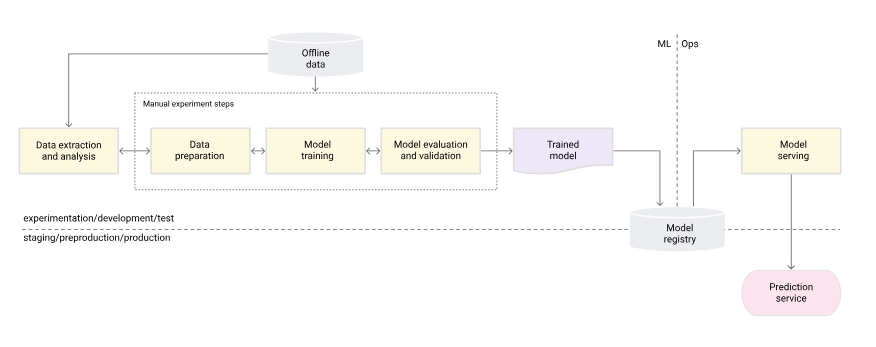 Offline
data
ML
Ops
Manual experiment steps
Data extraction
and analysis
Data
preparation
Model
training
Model evaluation
and validation
Trained
model
Model
serving
experimentation/development/test
staging/preproduction/production
Model
registry
Prediction
service